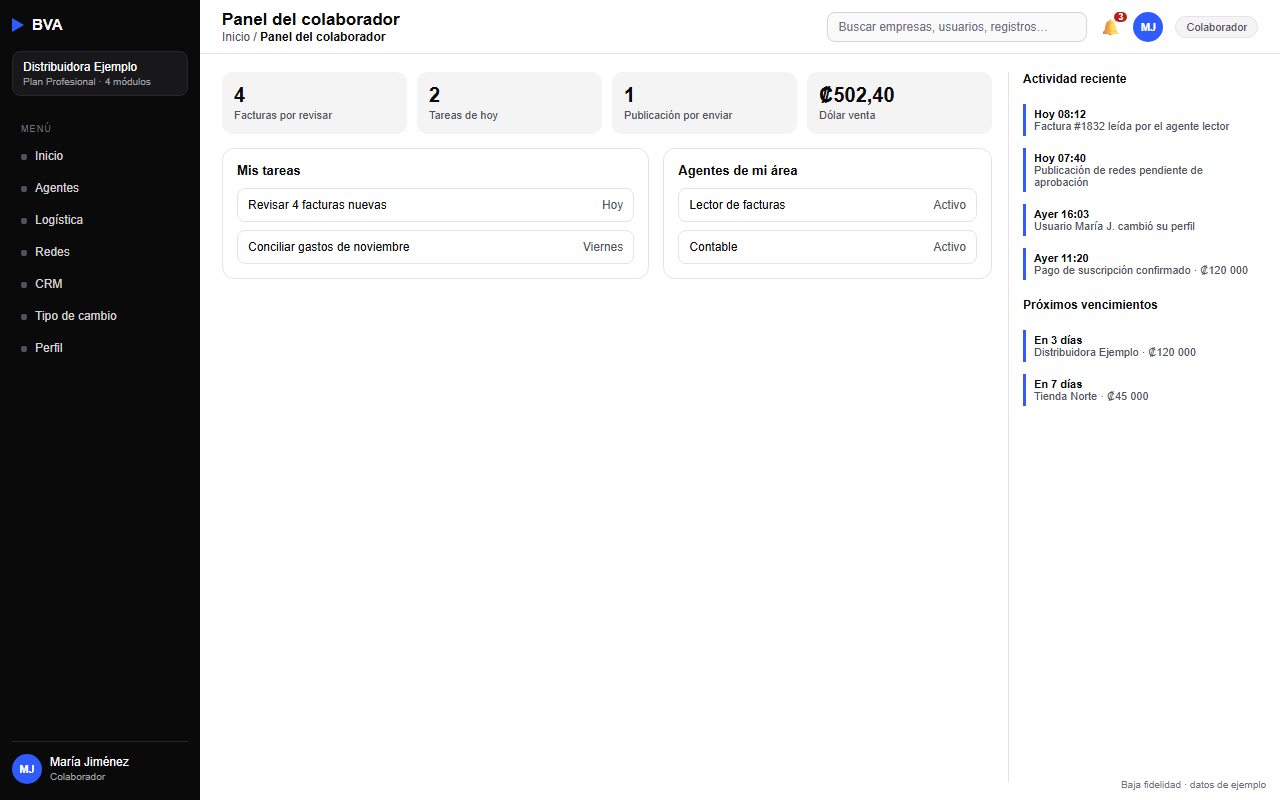 BVA
Distribuidora Ejemplo
Plan Profesional · 4 módulos
MENÚ
Inicio
Agentes
Logística
Redes
CRM
Tipo de cambio
Perfil
MJ
María Jiménez
Colaborador
Panel del colaborador
Inicio / Panel del colaborador
Buscar empresas, usuarios, registros…
3
MJ
Colaborador
4
Facturas por revisar
2
Tareas de hoy
1
Publicación por enviar
₡502,40
Dólar venta
Mis tareas
Revisar 4 facturas nuevas Hoy
Conciliar gastos de noviembre Viernes
Agentes de mi área
Lector de facturas Activo
Contable Activo
Actividad reciente
Hoy 08:12
Factura #1832 leída por el agente lector
Hoy 07:40
Publicación de redes pendiente de
aprobación
Ayer 16:03
Usuario María J. cambió su perfil
Ayer 11:20
Pago de suscripción confirmado · ₡120 000
Próximos vencimientos
En 3 días
Distribuidora Ejemplo · ₡120 000
En 7 días
Tienda Norte · ₡45 000
Baja fidelidad · datos de ejemplo